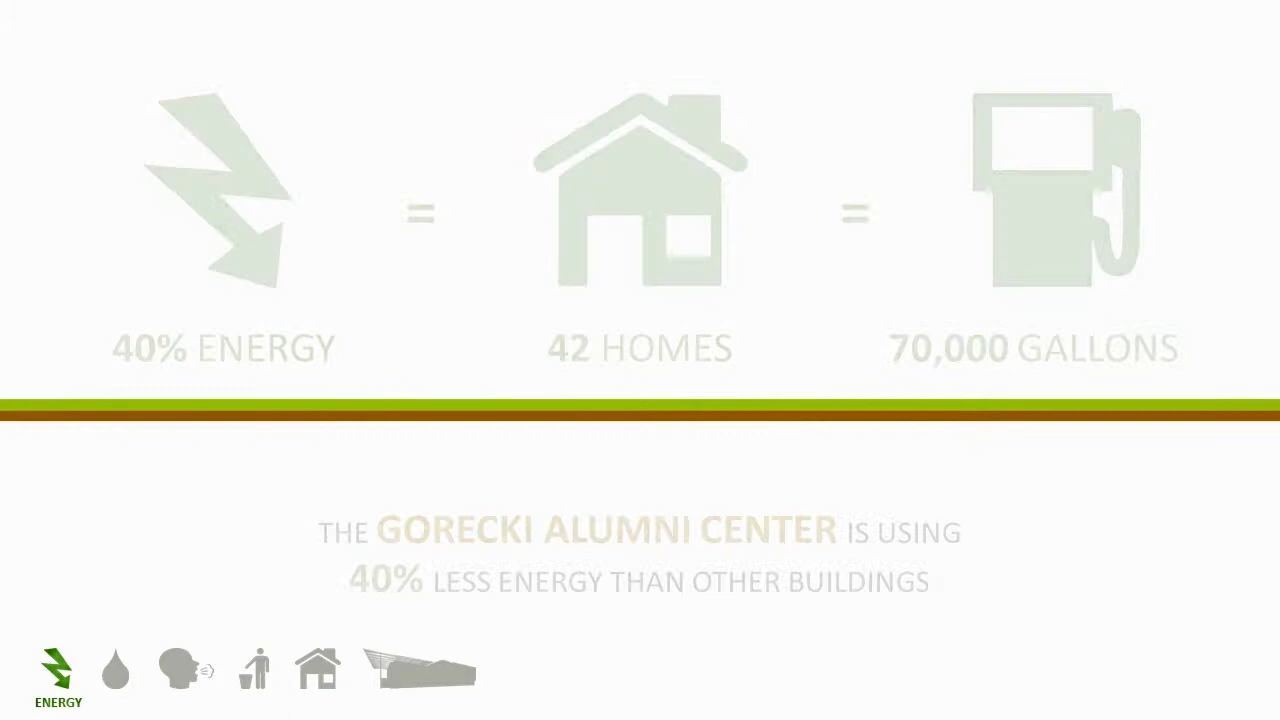 = =
40% ENERGY 42 HOMES 70,000 GALLONS
THE GORECKI ALUMNI CENTER IS USING
40% LESS ENERGY THAN OTHER BUILDINGS
ENERGY